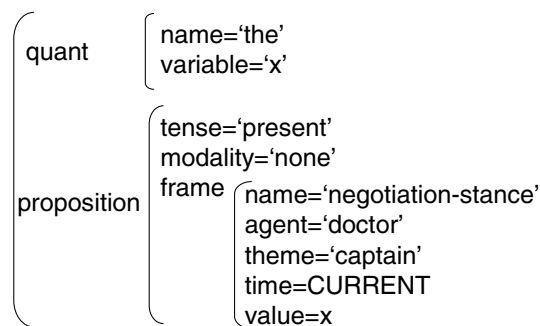 quant
name=‘the’
variable=‘x’
proposition
tense=‘present’
modality=‘none’
frame
name=‘negotiation-stance’
agent=‘doctor’
theme=‘captain’
time=CURRENT
value=x